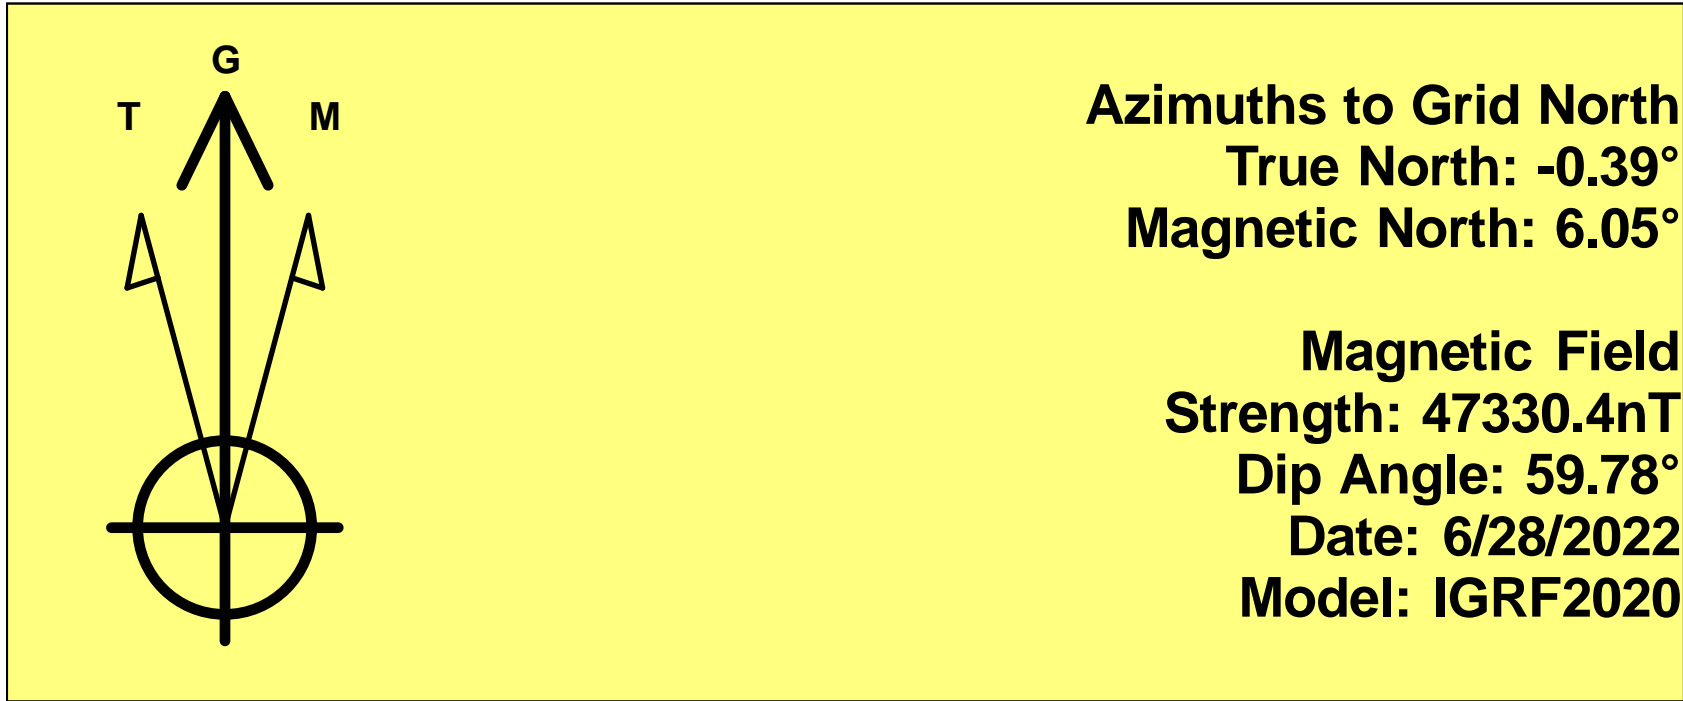 G
T M
Azimuths to Grid North
True North: -0.39°
Magnetic North: 6.05°
Magnetic Field
Strength: 47330.4nT
Dip Angle: 59.78°
Date: 6/28/2022
Model: IGRF2020